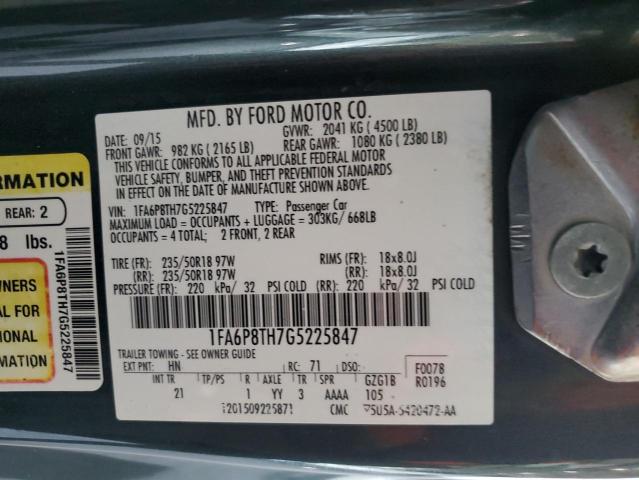 MFD. BY FORD MOTOR CO.
DATE: 09/15 GVWR: 2041 KG ( 4500 LB)
FRONT GAWR: 982 KG ( 2165 LB) REAR GAWR: 1080 KG ( 2380 LB)
THIS VEHICLE CONFORMS TO ALL APPLICABLE FEDERAL MOTOR
VEHICLE SAFETY, BUMPER, AND THEFT PREVENTION STANDARDS
IN EFFECT ON THE DATE OF MANUFACTURE SHOWN ABOVE.
VIN: 1FA6P8TH7G5225847 TYPE: Passenger Car
MAXIMUM LOAD = OCCUPANTS + LUGGAGE = 303KG/ 668LB
OCCUPANTS = 4 TOTAL; 2 FRONT, 2 REAR
TIRE (FR): 235/50R18 97W RIMS (FR): 18x8.0J
(RR): 235/50R18 97W (RR): 18x8.0J
PRESSURE (FR): 220 kPa/ 32 PSI COLD (RR): 220 kPa/ 32 PSI COLD
1FA6P8TH7G5225847
TRAILER TOWING - SEE OWNER GUIDE
EXT PNT: HN RC: 71 DSO: F0078
INT TR TP/PS R AXLE TR SPR GZG1B R0196
21 1 YY 3 AAAA 105
CMC
RMATION
REAR: 2
8 lbs.
WNERS
AL FOR
IONAL
MATION
1FA6P8TH7G5225847